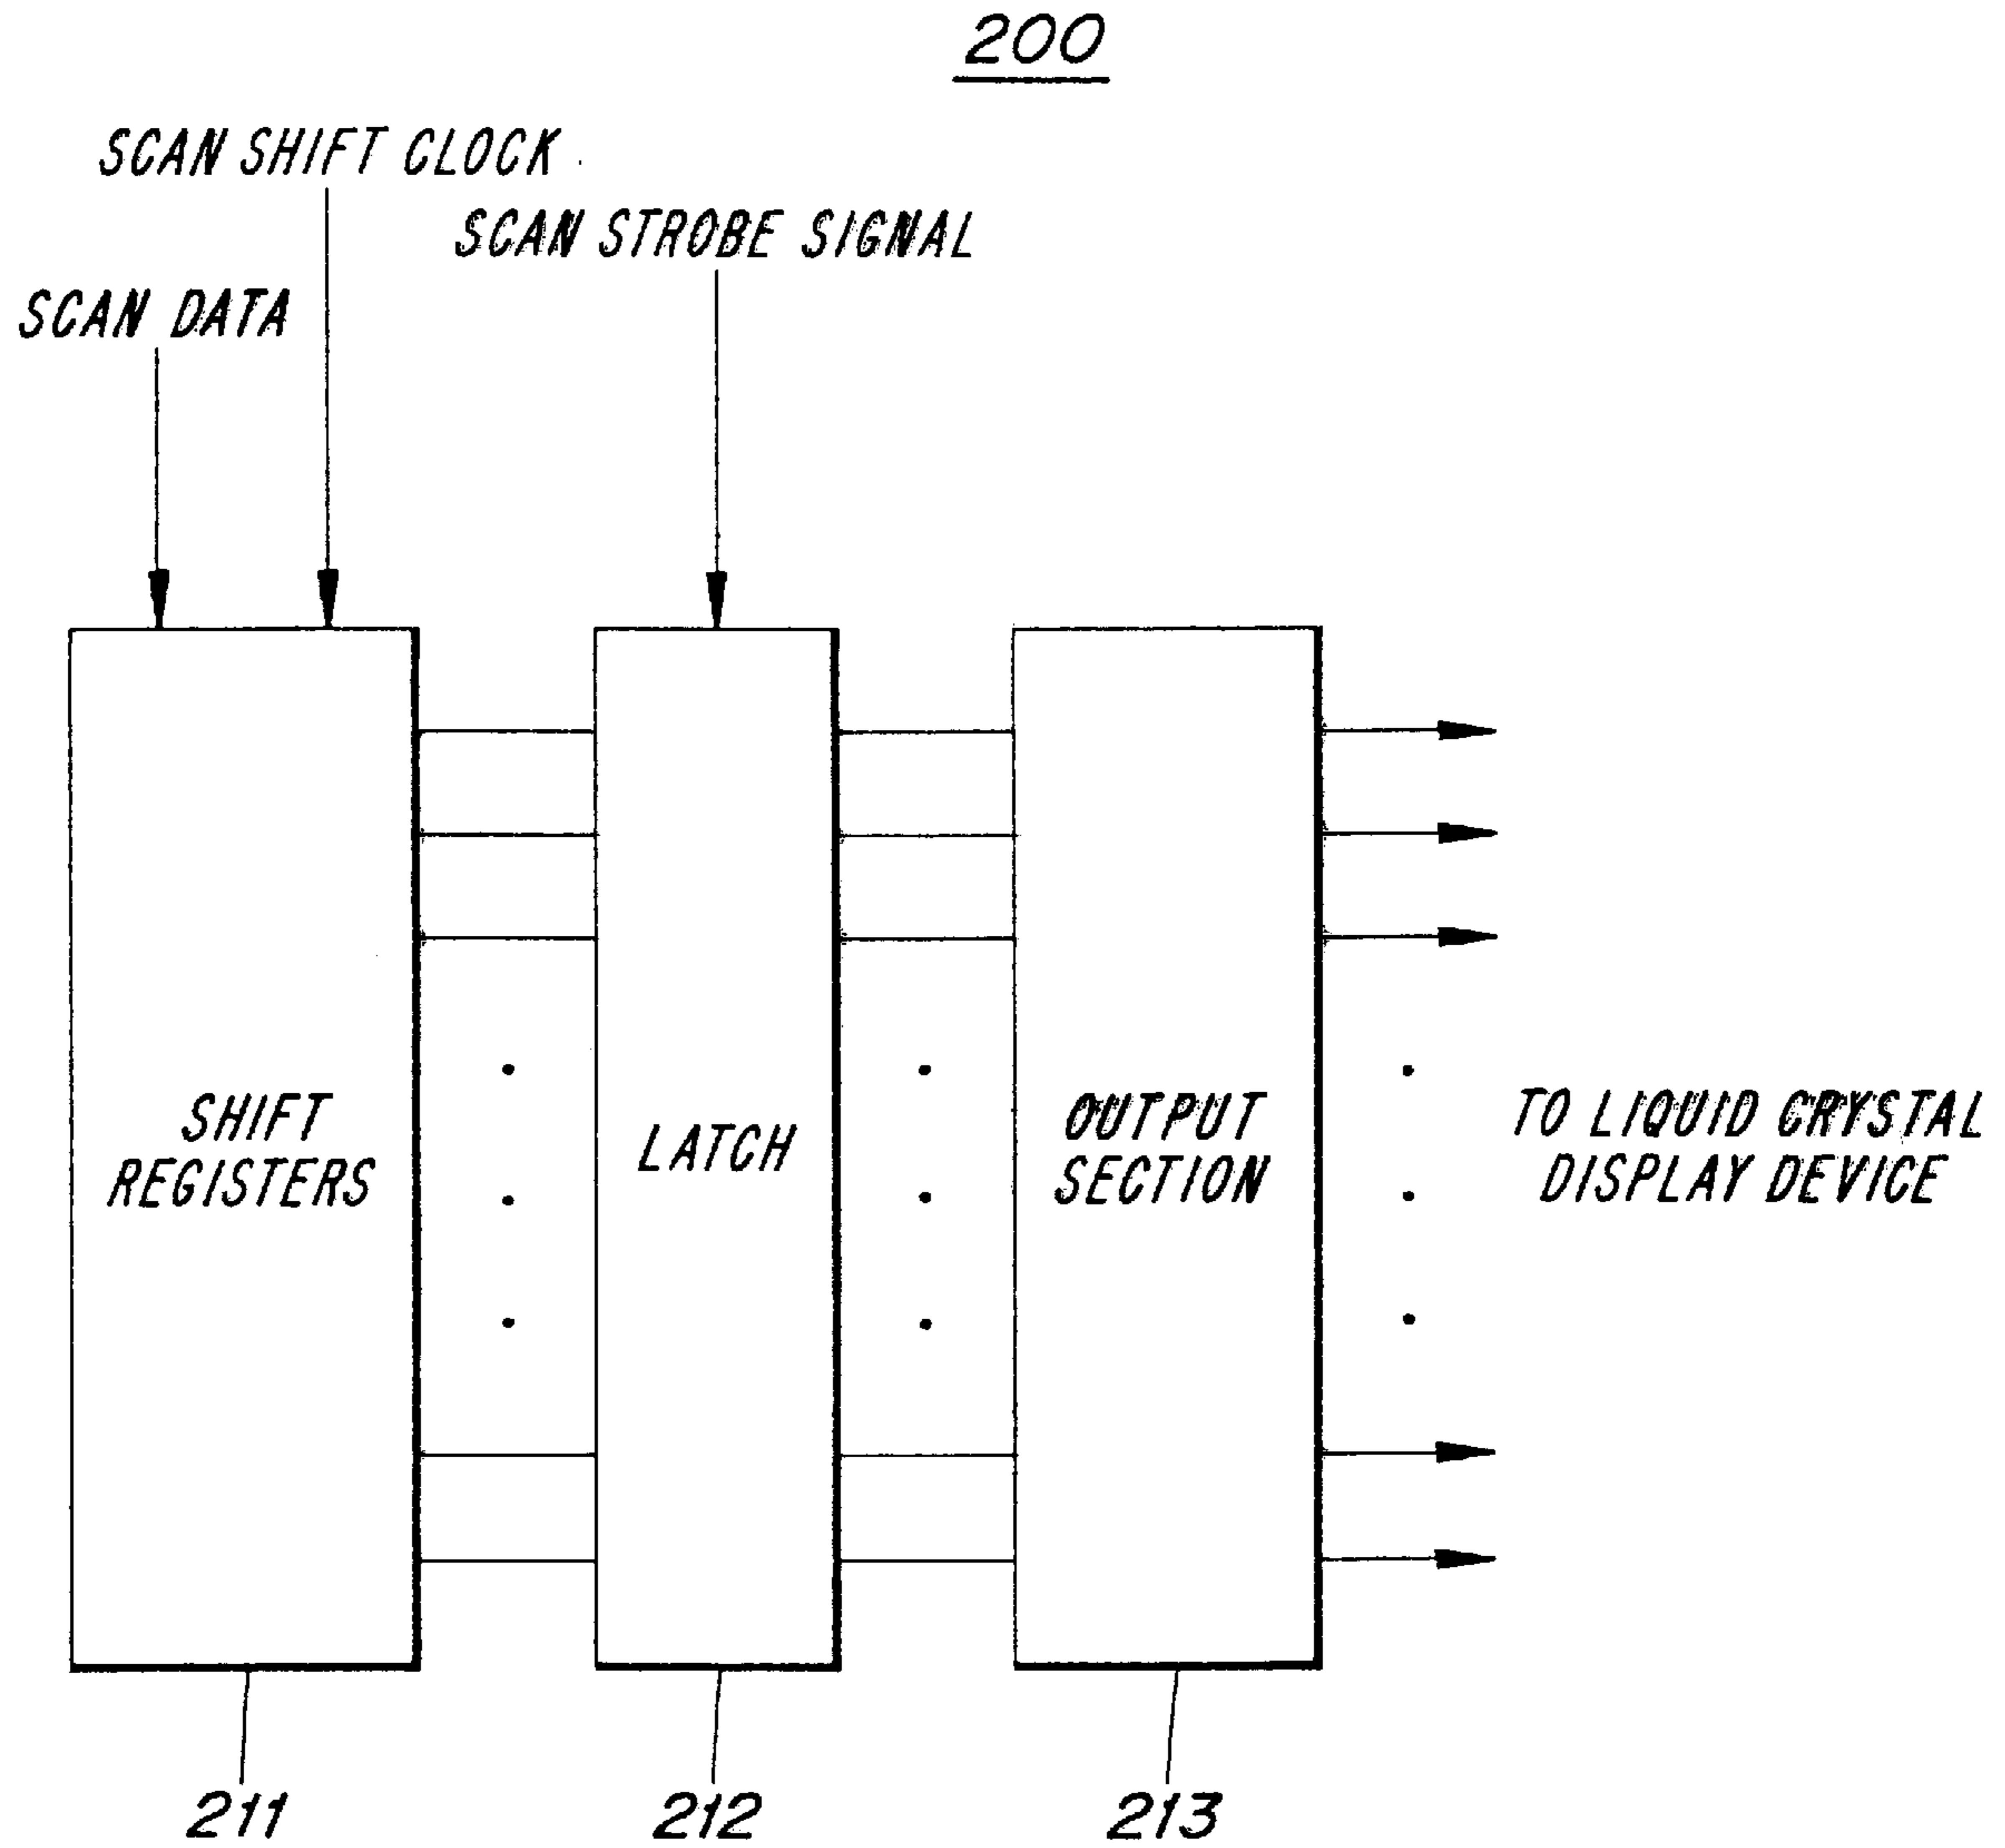 200
SCAN SHIFT CLOCK
SCAN STROBE SIGNAL
SCAN DATA
SHIFT
REGISTERS
LATCH
OUTPUT
SECTION
TO LIQUID CRYSTAL
DISPLAY DEVICE
211
212
213